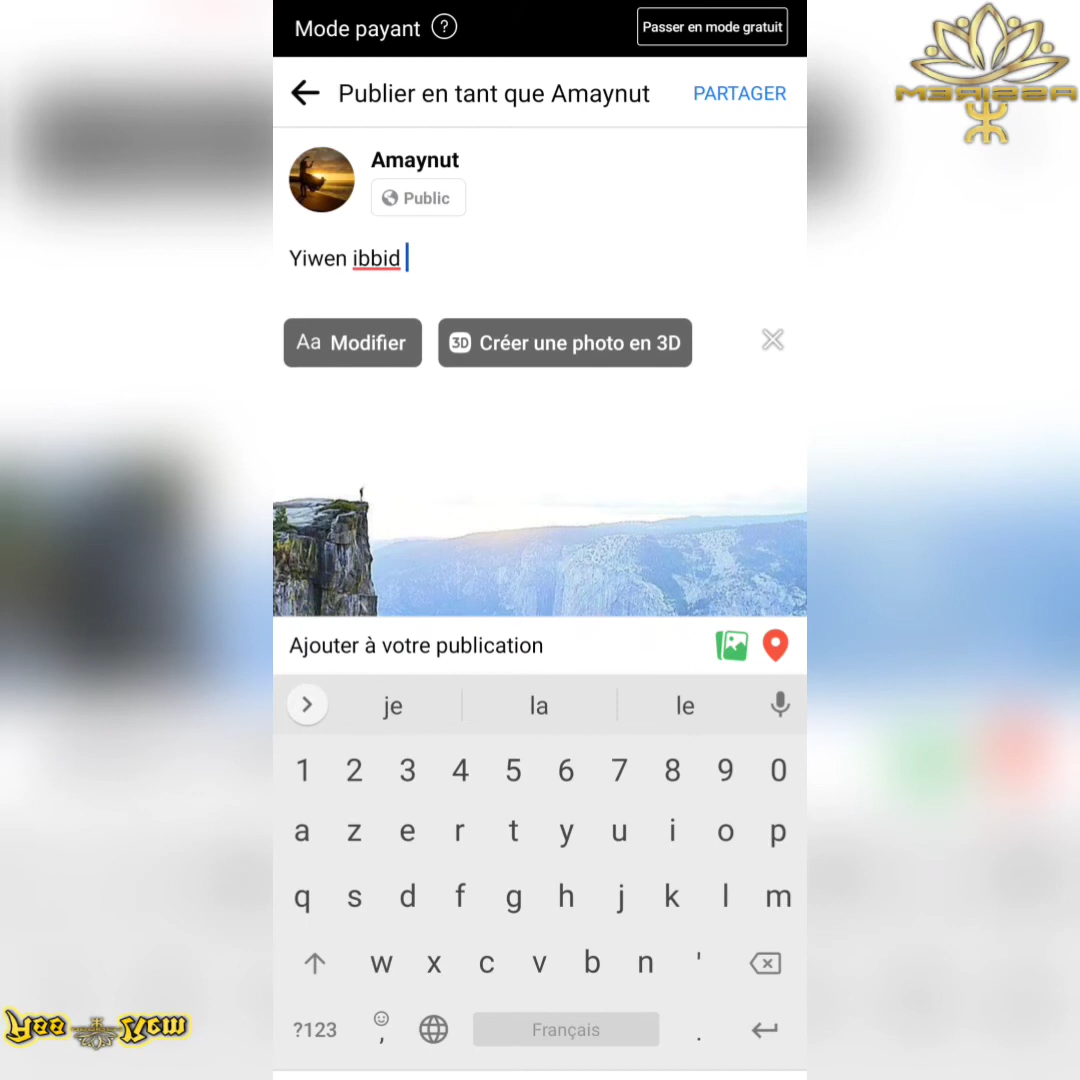 Mode payant ?
Passer en mode gratuit
Publier en tant que Amaynut
PARTAGER
Amaynut
Public
Yiwen ibbid
Aa Modifier
3D Créer une photo en 3D
Ajouter à votre publication
je la le
1 2 3 4 5 6 7 8 9 0
a z e r t y u i o p
q s d f g h j k l m
w x c v b n '
?123 , Français .